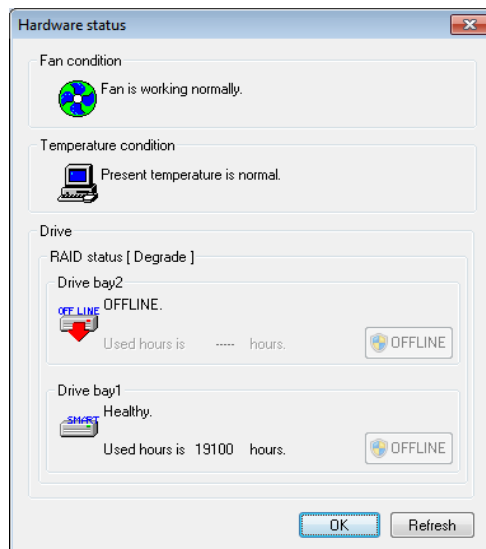 Hardware status
Fan condition
Fan is working normally.
Temperature condition
Present temperature is normal.
Drive
RAID status [ Degrade ]
Drive bay2
OFF LINE
OFFLINE.
Used hours is ----- hours.
OFFLINE
Drive bay1
SMART
Healthy.
Used hours is 19100 hours.
OFFLINE
OK
Refresh